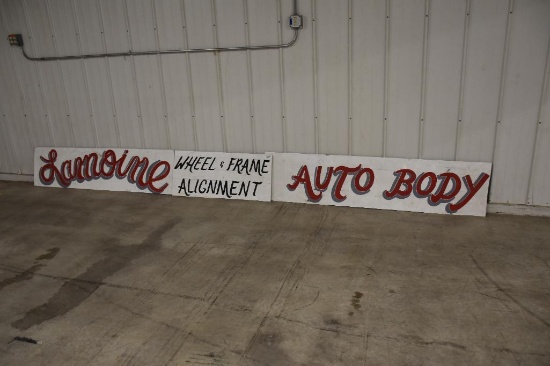 Lamoine
WHEEL & FRAME
ALIGNMENT
AUTO BODY